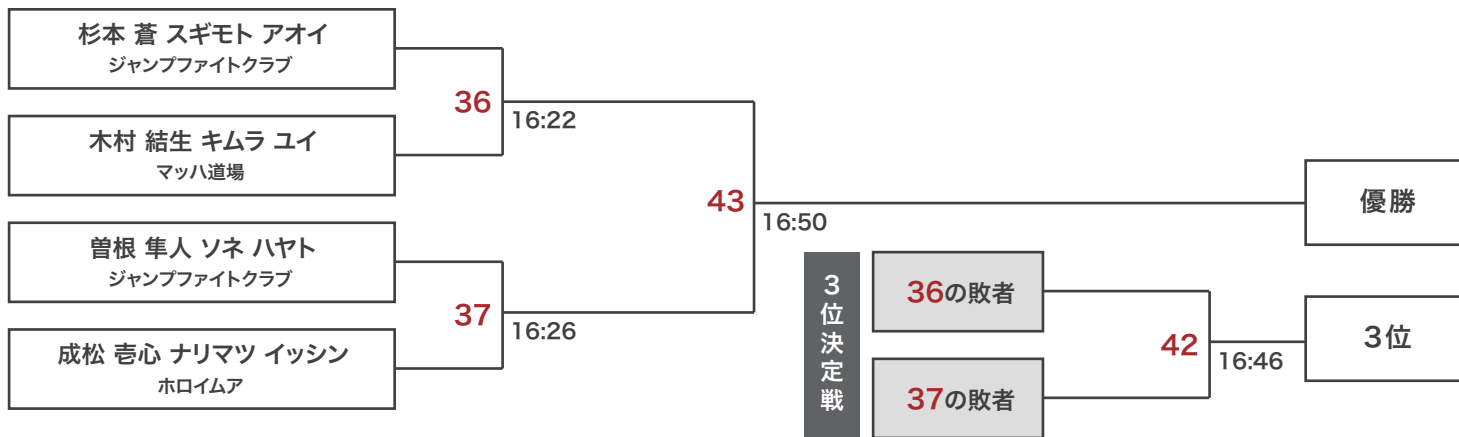 杉本 蒼 スギモト アオイ
ジャンプファイトクラブ
36
16:22
木村 結生 キムラ ユイ
マッハ道場
43
16:50
優勝
曽根 隼人 ソネ ハヤト
ジャンプファイトクラブ
37
16:26
成松 壱心 ナリマツ イッシン
ホロイムア
3位決定戦
36の敗者
42
16:46
3位
37の敗者